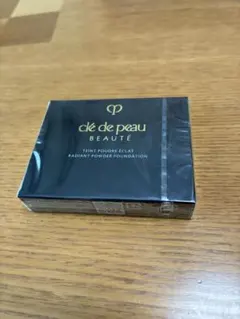 clé de peau
BEAUTÉ
TEINT POUDRE ÉCLAT
RADIANT POWDER FOUNDATION